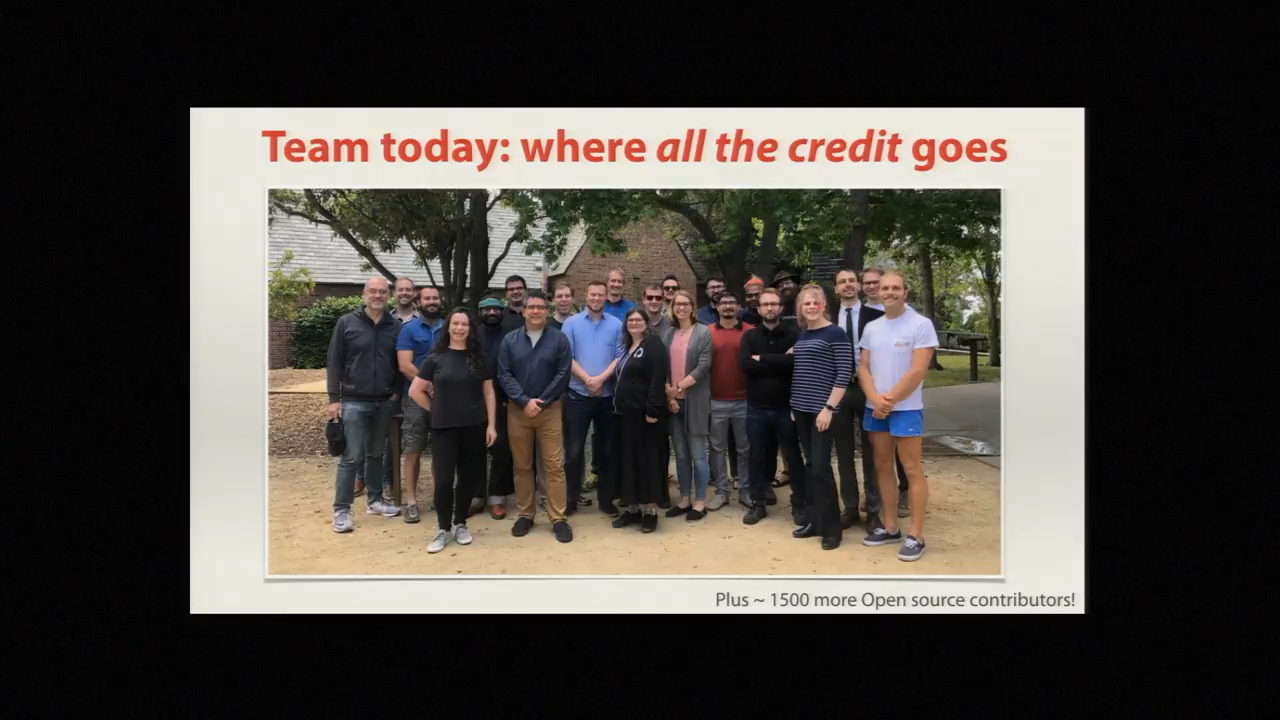 Team today: where all the credit goes
Plus ~ 1500 more Open source contributors!